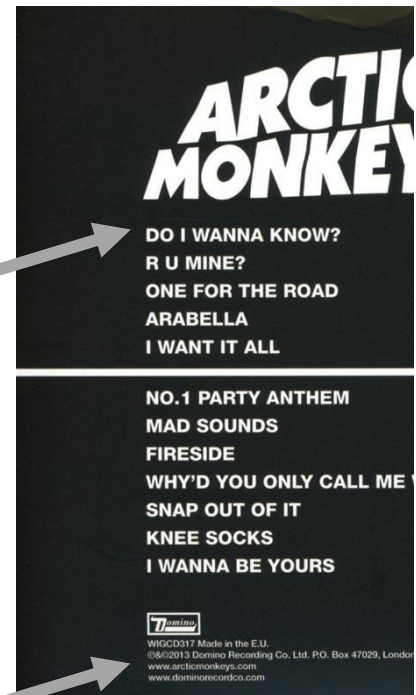 ARCTIC
MONKEY
DO I WANNA KNOW?
R U MINE?
ONE FOR THE ROAD
ARABELLA
I WANT IT ALL
NO.1 PARTY ANTHEM
MAD SOUNDS
FIRESIDE
WHY'D YOU ONLY CALL ME
SNAP OUT OF IT
KNEE SOCKS
I WANNA BE YOURS
Domino
WIGCD317 Made in the E.U.
℗&©2013 Domino Recording Co. Ltd. P.O. Box 47029, London
www.arcticmonkeys.com
www.dominorecordco.com